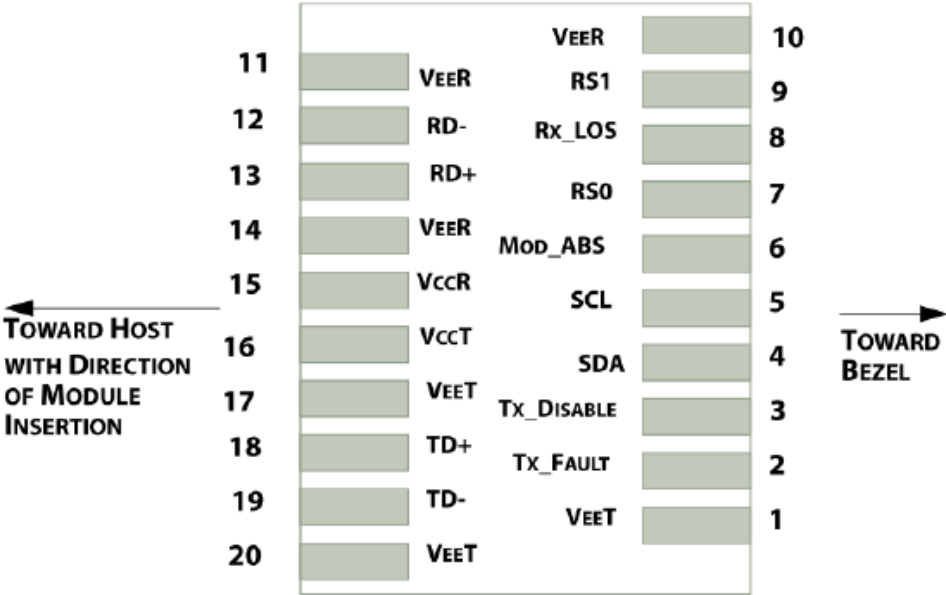 VEER 10
11 VEER
RS1 9
12 RD-
Rx_LOS 8
13 RD+
RS0 7
14 VEER
MOD_ABS 6
15 VCCR
SCL 5
16 VCCT
SDA 4
17 VEET
TX_DISABLE 3
18 TD+
TX_FAULT 2
19 TD-
VEET 1
20 VEET
TOWARD HOST
WITH DIRECTION
OF MODULE
INSERTION
TOWARD
BEZEL